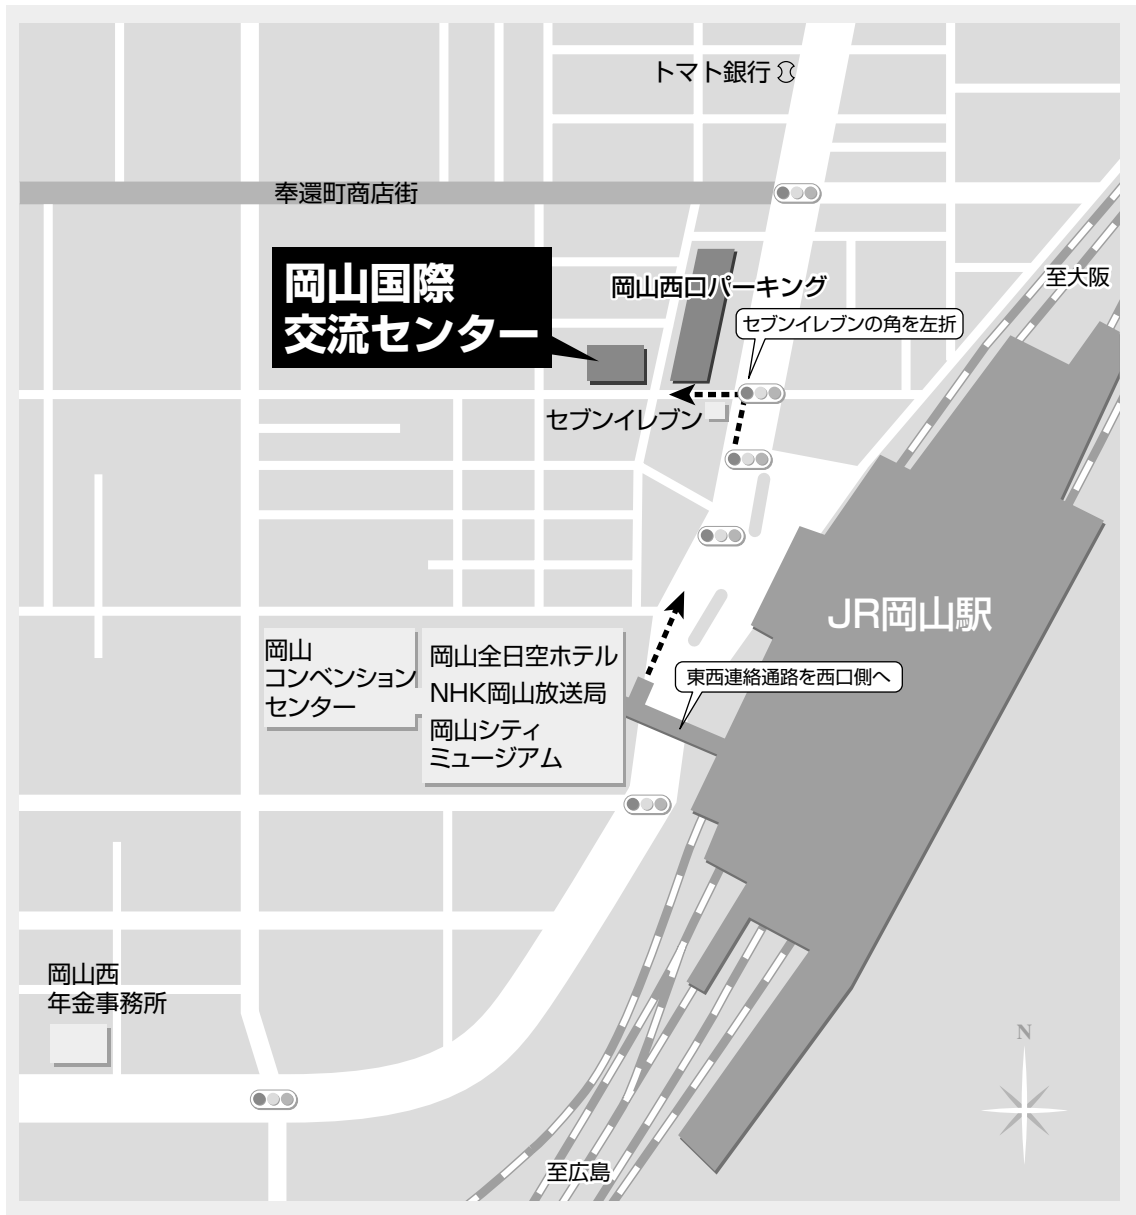 トマト銀行
奉還町商店街
岡山国際
交流センター
岡山西口パーキング
至大阪
セブンイレブンの角を左折
セブンイレブン
JR岡山駅
岡山
コンベンション
センター
岡山全日空ホテル
NHK岡山放送局
岡山シティ
ミュージアム
東西連絡通路を西口側へ
岡山西
年金事務所
N
至広島